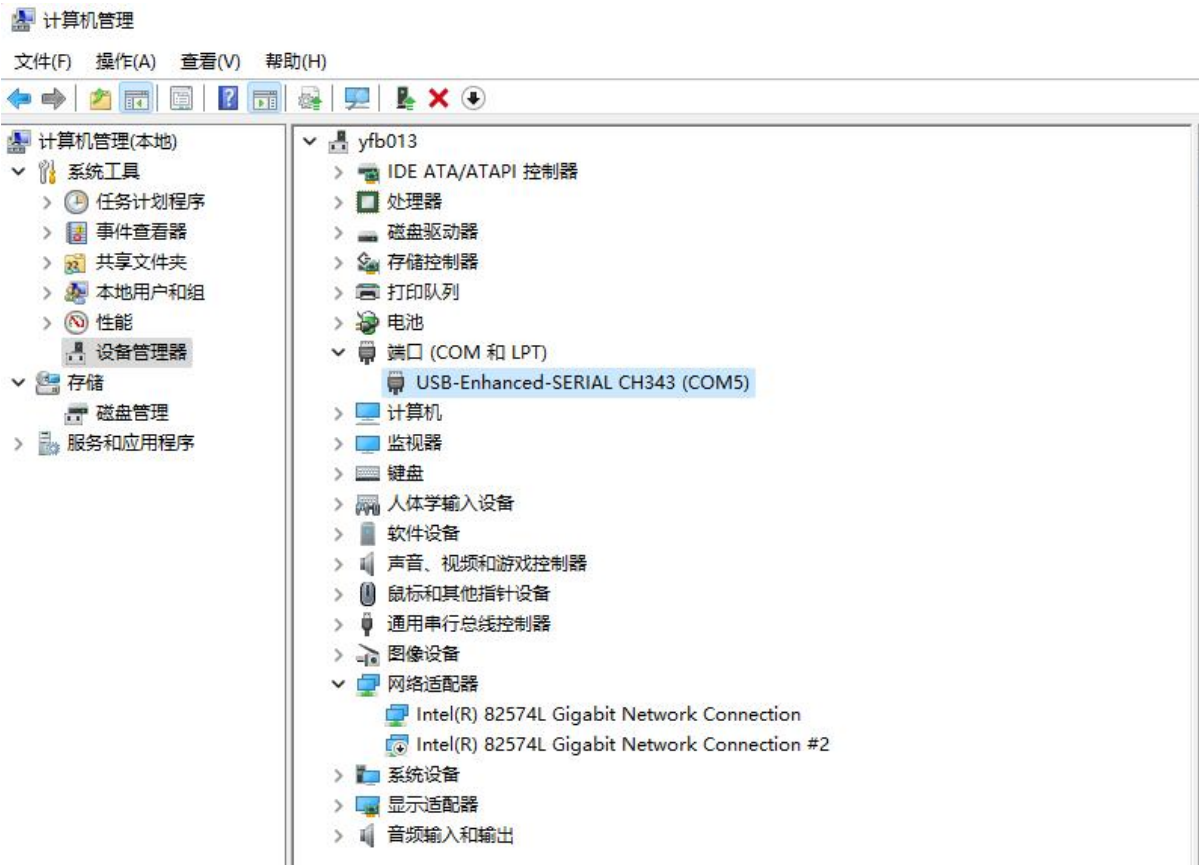 计算机管理
文件(F) 操作(A) 查看(V) 帮助(H)
计算机管理(本地)
系统工具
任务计划程序
事件查看器
共享文件夹
本地用户和组
性能
设备管理器
存储
磁盘管理
服务和应用程序
yfb013
IDE ATA/ATAPI 控制器
处理器
磁盘驱动器
存储控制器
打印队列
电池
端口 (COM 和 LPT)
USB-Enhanced-SERIAL CH343 (COM5)
计算机
监视器
键盘
人体学输入设备
软件设备
声音、视频和游戏控制器
鼠标和其他指针设备
通用串行总线控制器
图像设备
网络适配器
Intel(R) 82574L Gigabit Network Connection
Intel(R) 82574L Gigabit Network Connection #2
系统设备
显示适配器
音频输入和输出